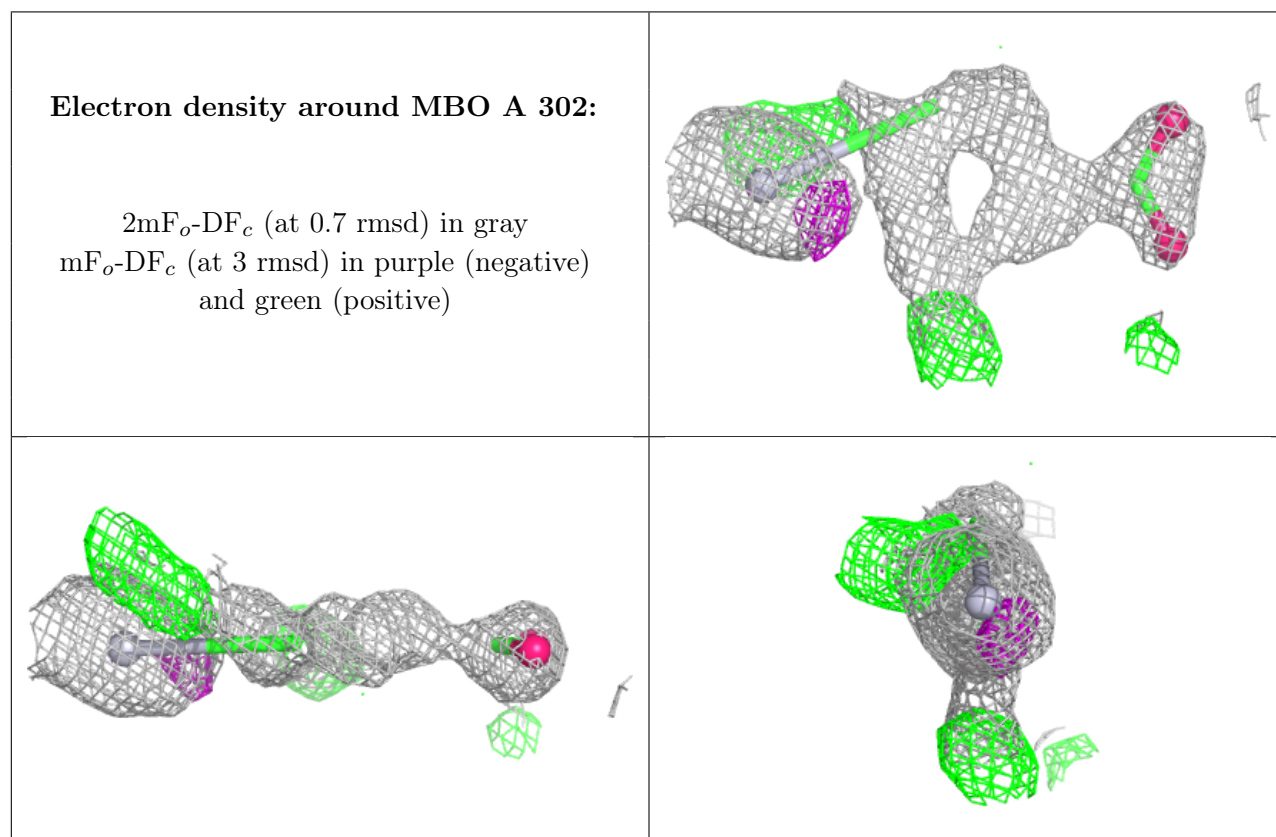 Electron density around MBO A 302:
2mFₒ-DF𝒸 (at 0.7 rmsd) in gray
mFₒ-DF𝒸 (at 3 rmsd) in purple (negative)
and green (positive)